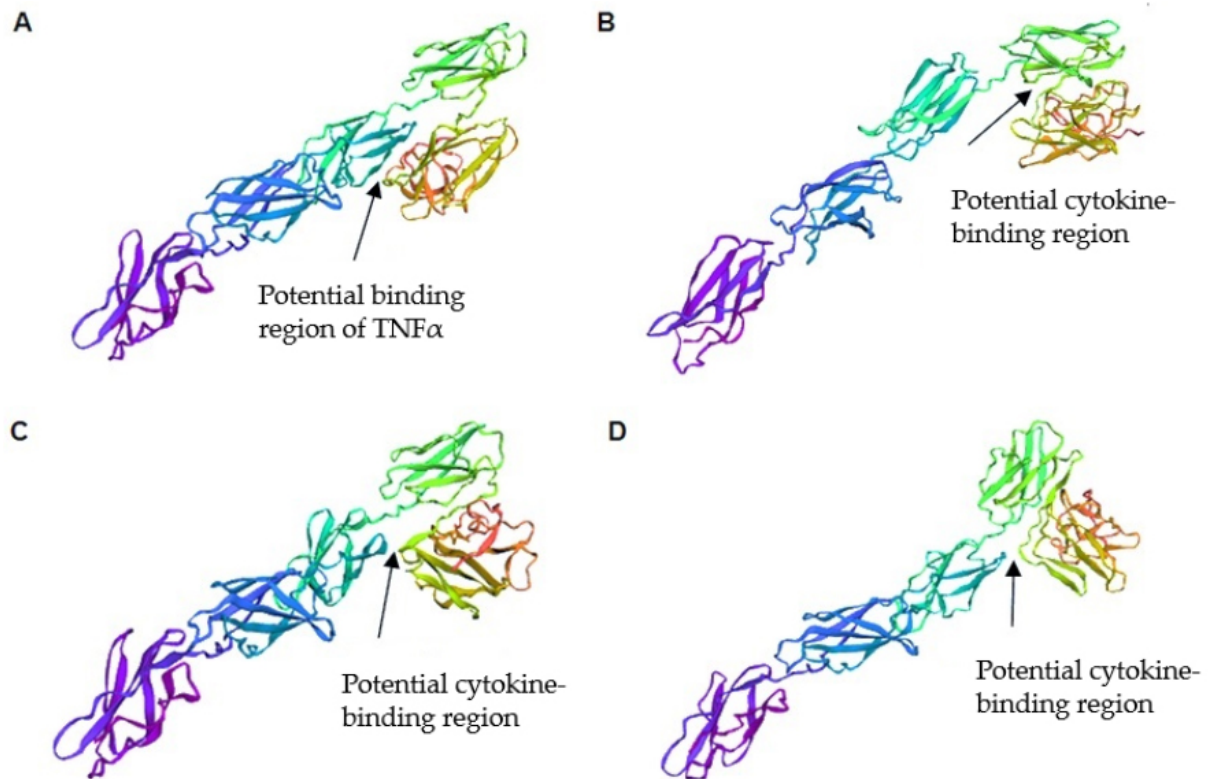 A
B
Potential cytokine-
binding region
Potential binding
region of TNFα
C
D
Potential cytokine-
binding region
Potential cytokine-
binding region